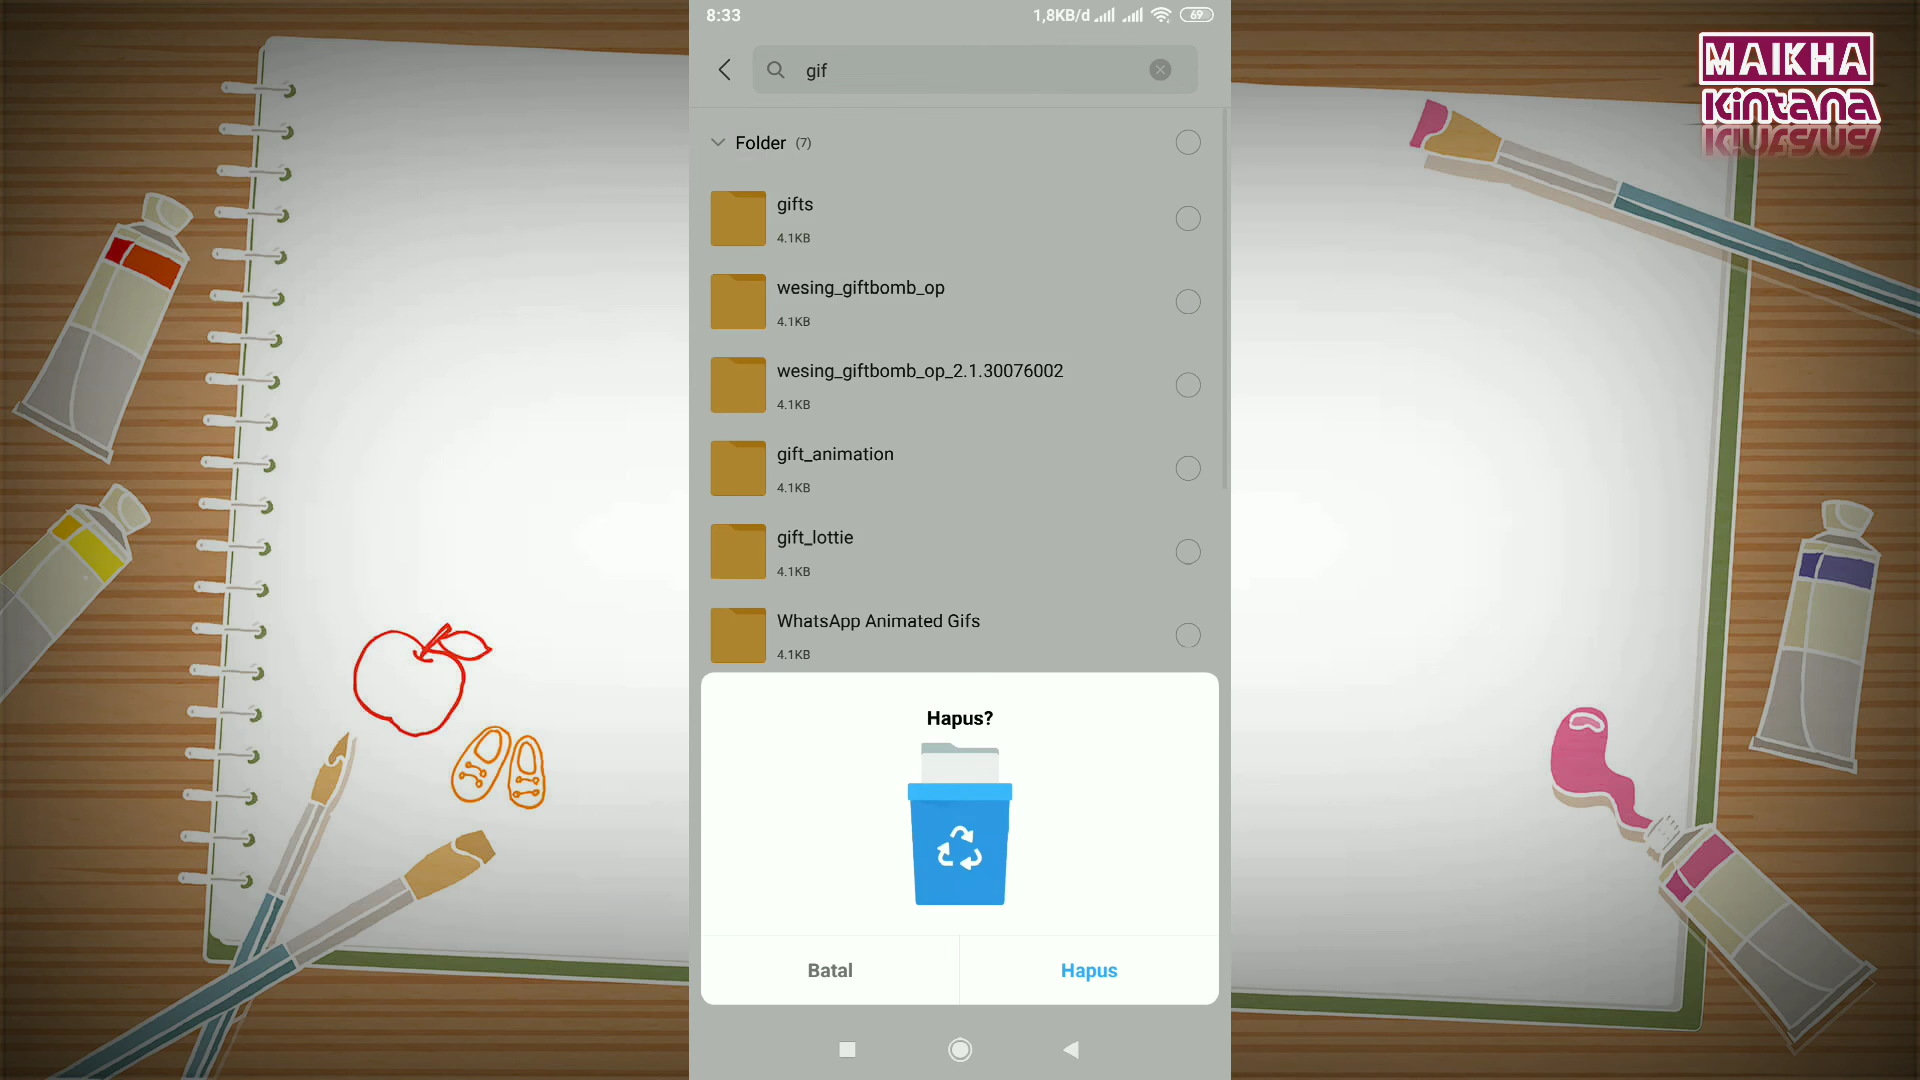 8:33
1,8KB/d
69
MAIKHA
Kintana
gif
Folder (7)
gifts
4.1KB
wesing_giftbomb_op
4.1KB
wesing_giftbomb_op_2.1.30076002
4.1KB
gift_animation
4.1KB
gift_lottie
4.1KB
WhatsApp Animated Gifs
4.1KB
Hapus?
Batal
Hapus